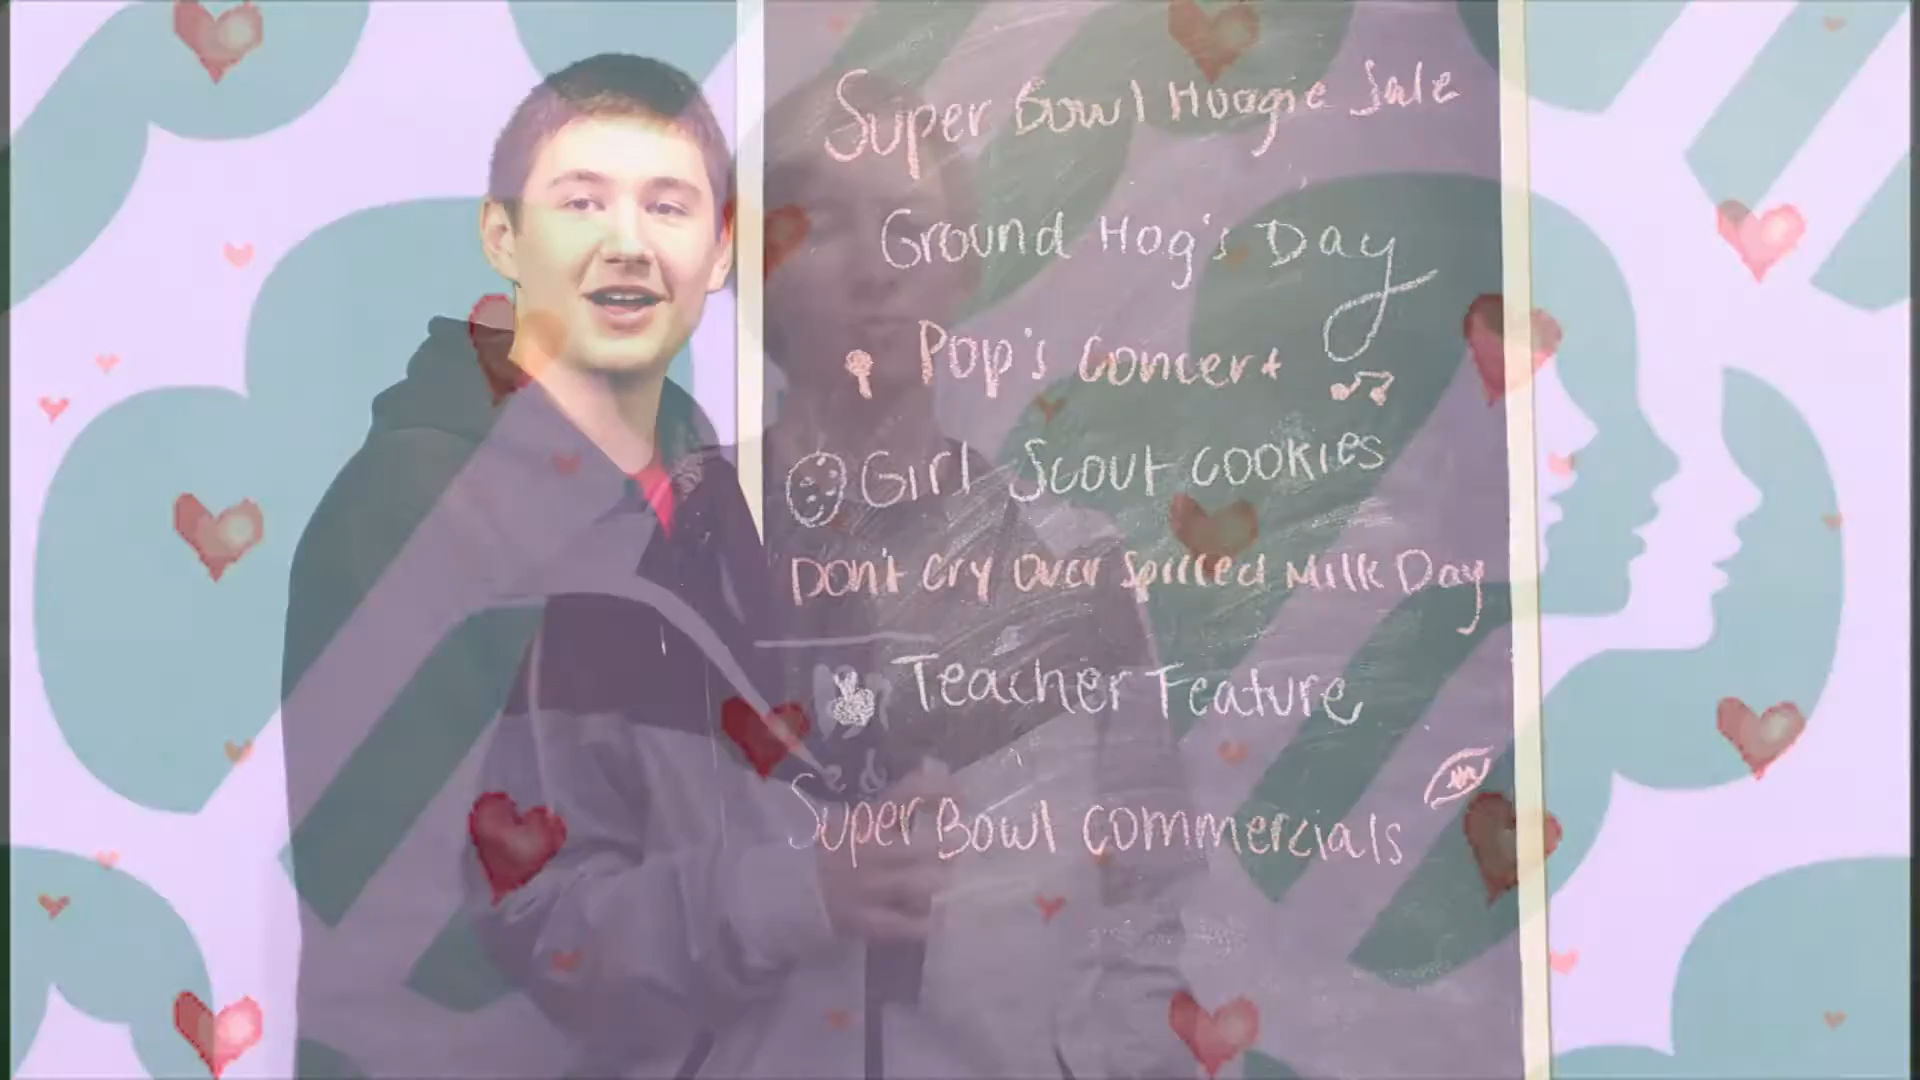 Super Bowl Hoagie Sale
Ground Hog's Day
Pop's Concert
Girl Scout Cookies
Don't Cry Over Spilled Milk Day
Teacher Feature
Super Bowl Commercials